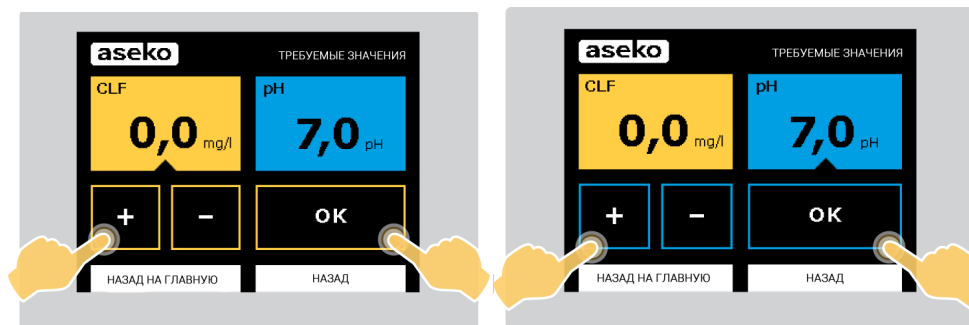 aseko ТРЕБУЕМЫЕ ЗНАЧЕНИЯ
CLF pH
0,0 mg/l 7,0 pH
+ - OK
НАЗАД НА ГЛАВНУЮ НАЗАД
aseko ТРЕБУЕМЫЕ ЗНАЧЕНИЯ
CLF pH
0,0 mg/l 7,0 pH
+ - OK
НАЗАД НА ГЛАВНУЮ НАЗАД